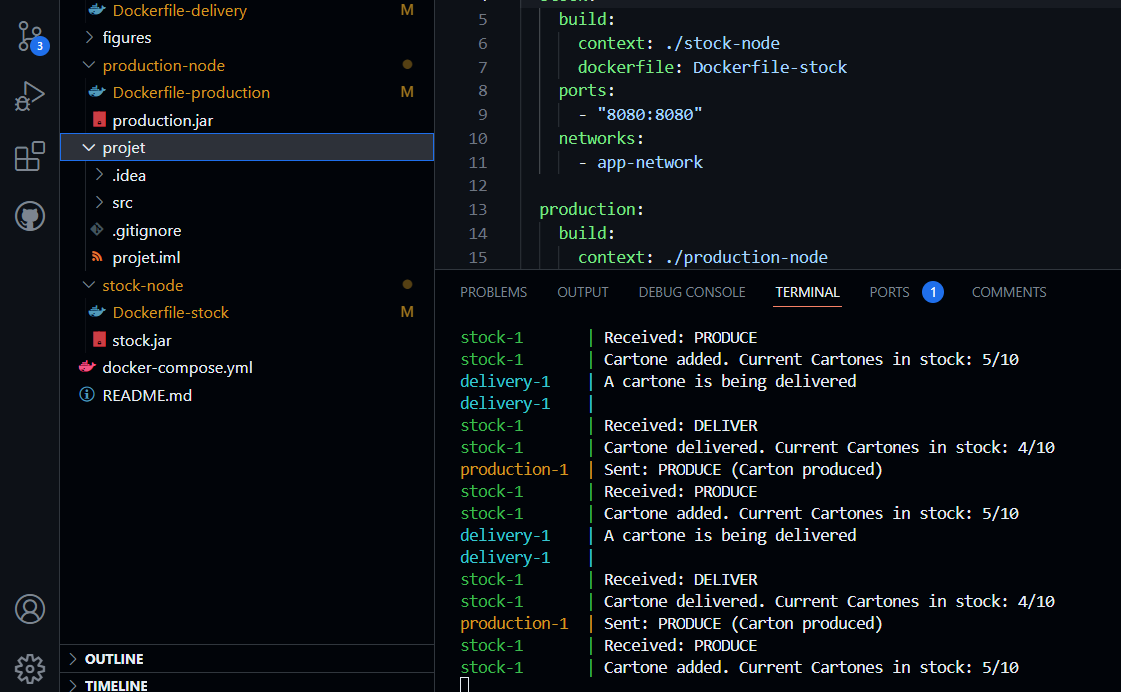 Dockerfile-delivery M
figures
production-node
Dockerfile-production M
production.jar
projet
.idea
src
.gitignore
projet.iml
stock-node
Dockerfile-stock M
stock.jar
docker-compose.yml
README.md
OUTLINE
TIMELINE
3
5 build:
6 context: ./stock-node
7 dockerfile: Dockerfile-stock
8 ports:
9 - "8080:8080"
10 networks:
11 - app-network
12
13 production:
14 build:
15 context: ./production-node
PROBLEMS OUTPUT DEBUG CONSOLE TERMINAL PORTS 1 COMMENTS
stock-1 | Received: PRODUCE
stock-1 | Cartone added. Current Cartones in stock: 5/10
delivery-1 | A cartone is being delivered
delivery-1 |
stock-1 | Received: DELIVER
stock-1 | Cartone delivered. Current Cartones in stock: 4/10
production-1 | Sent: PRODUCE (Carton produced)
stock-1 | Received: PRODUCE
stock-1 | Cartone added. Current Cartones in stock: 5/10
delivery-1 | A cartone is being delivered
delivery-1 |
stock-1 | Received: DELIVER
stock-1 | Cartone delivered. Current Cartones in stock: 4/10
production-1 | Sent: PRODUCE (Carton produced)
stock-1 | Received: PRODUCE
stock-1 | Cartone added. Current Cartones in stock: 5/10